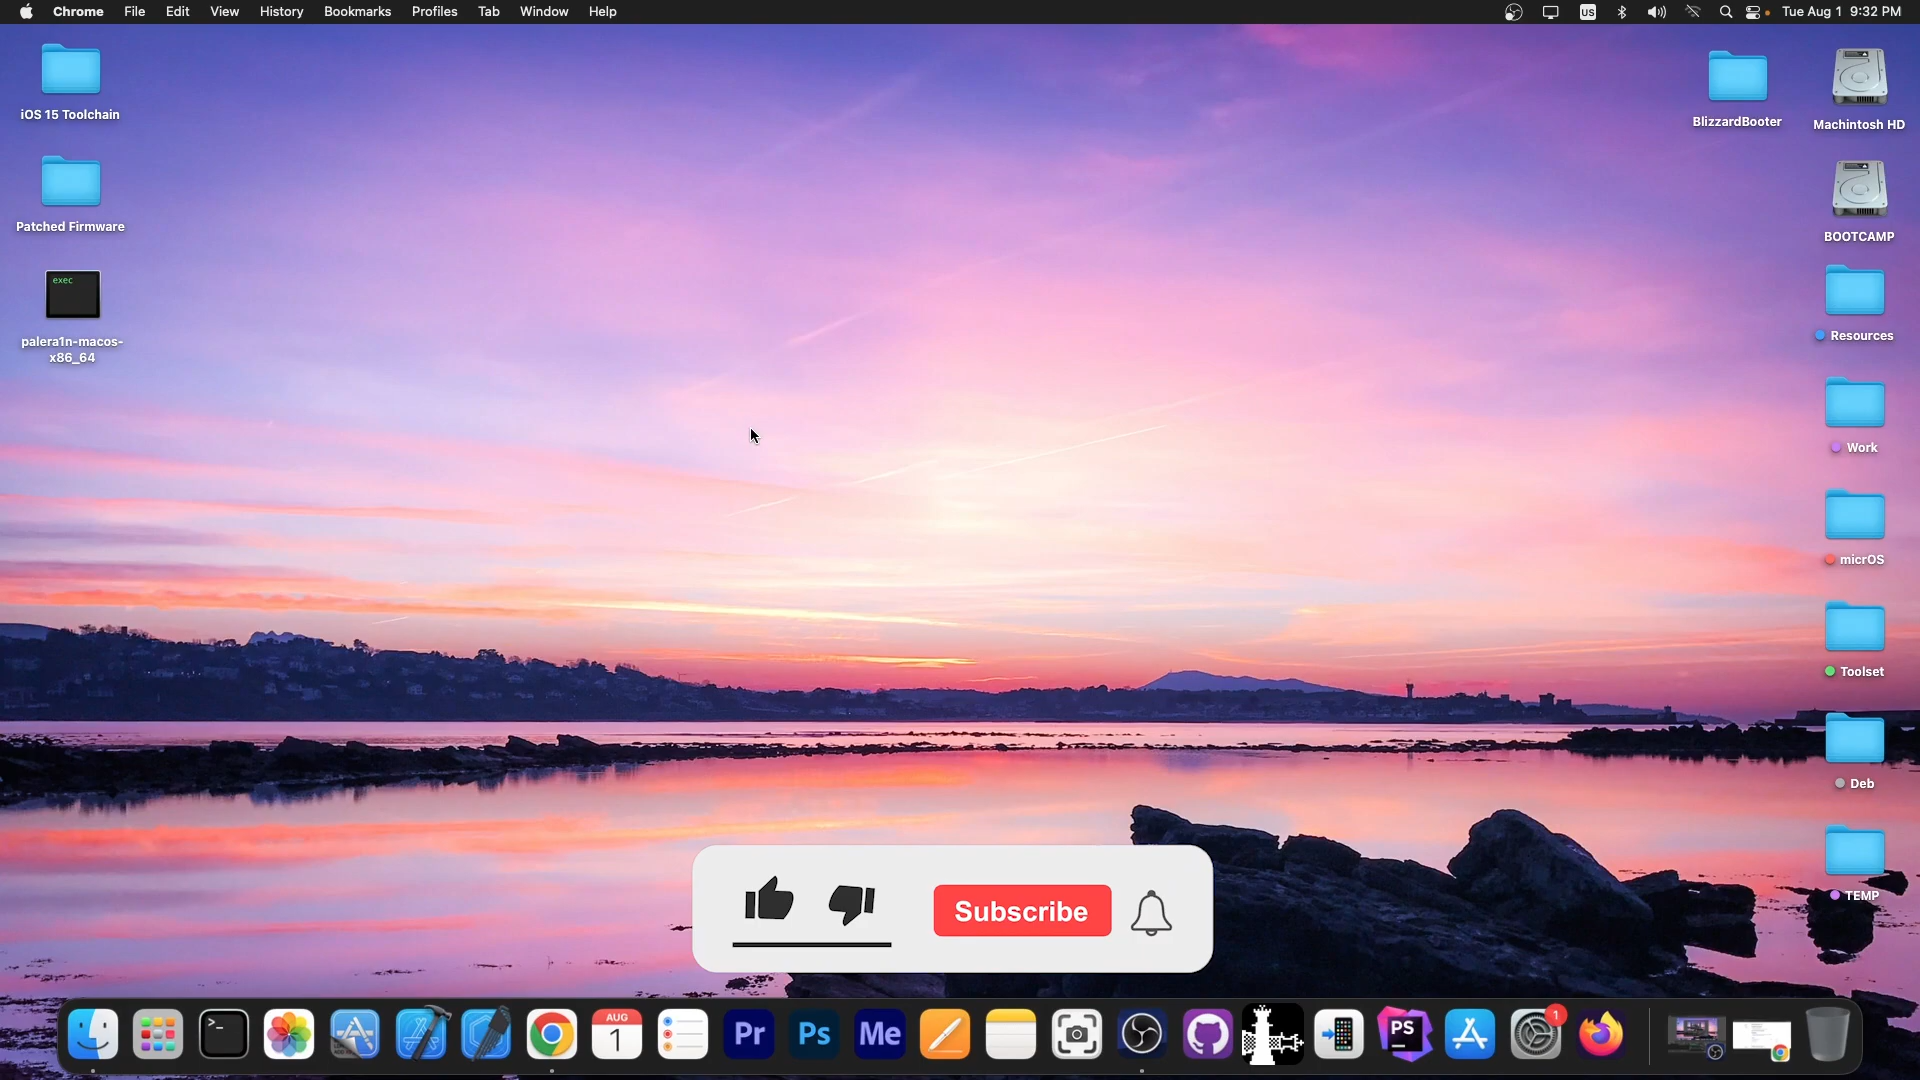 Chrome File Edit View History Bookmarks Profiles Tab Window Help
US
Tue Aug 1 9:32 PM
iOS 15 Toolchain
Patched Firmware
exec
palera1n-macos-
x86_64
BlizzardBooter
Machintosh HD
BOOTCAMP
Resources
Work
micrOS
Toolset
Deb
TEMP
Subscribe
>_
AUG
1
Pr
Ps
Me
PS
1